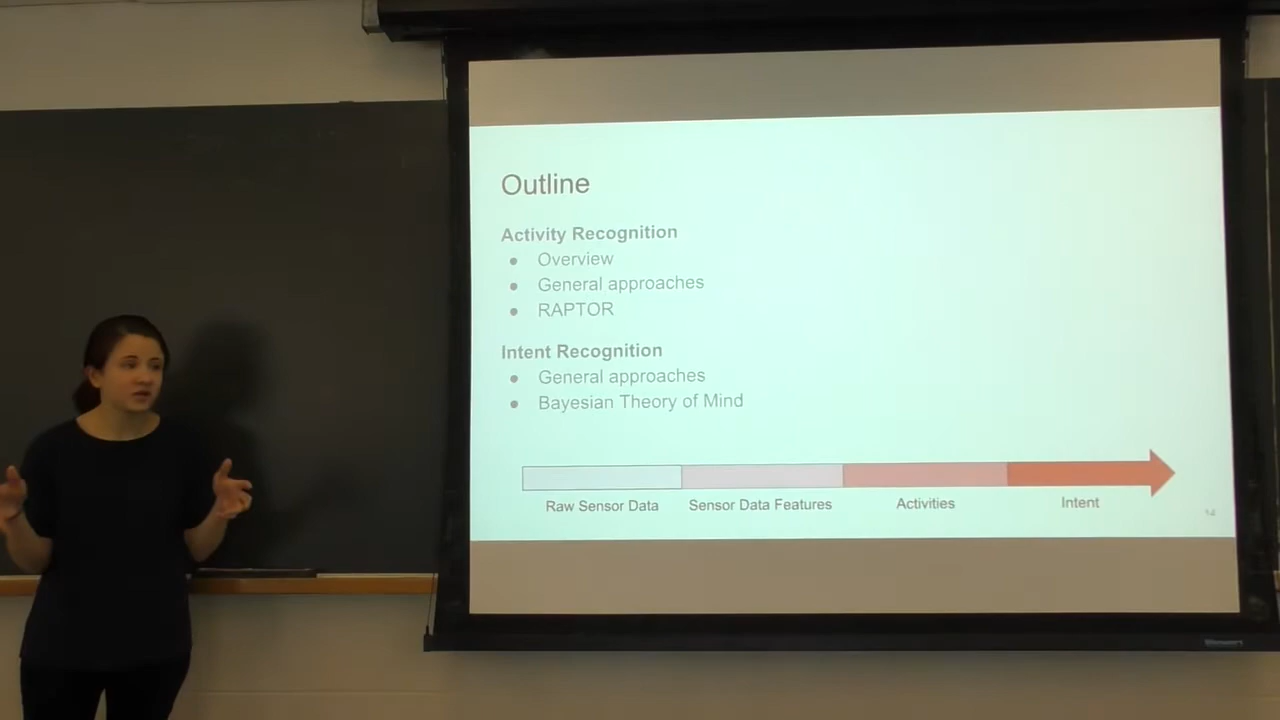 Outline
Activity Recognition
● Overview
● General approaches
● RAPTOR
Intent Recognition
● General approaches
● Bayesian Theory of Mind
Raw Sensor Data
Sensor Data Features
Activities
Intent
14